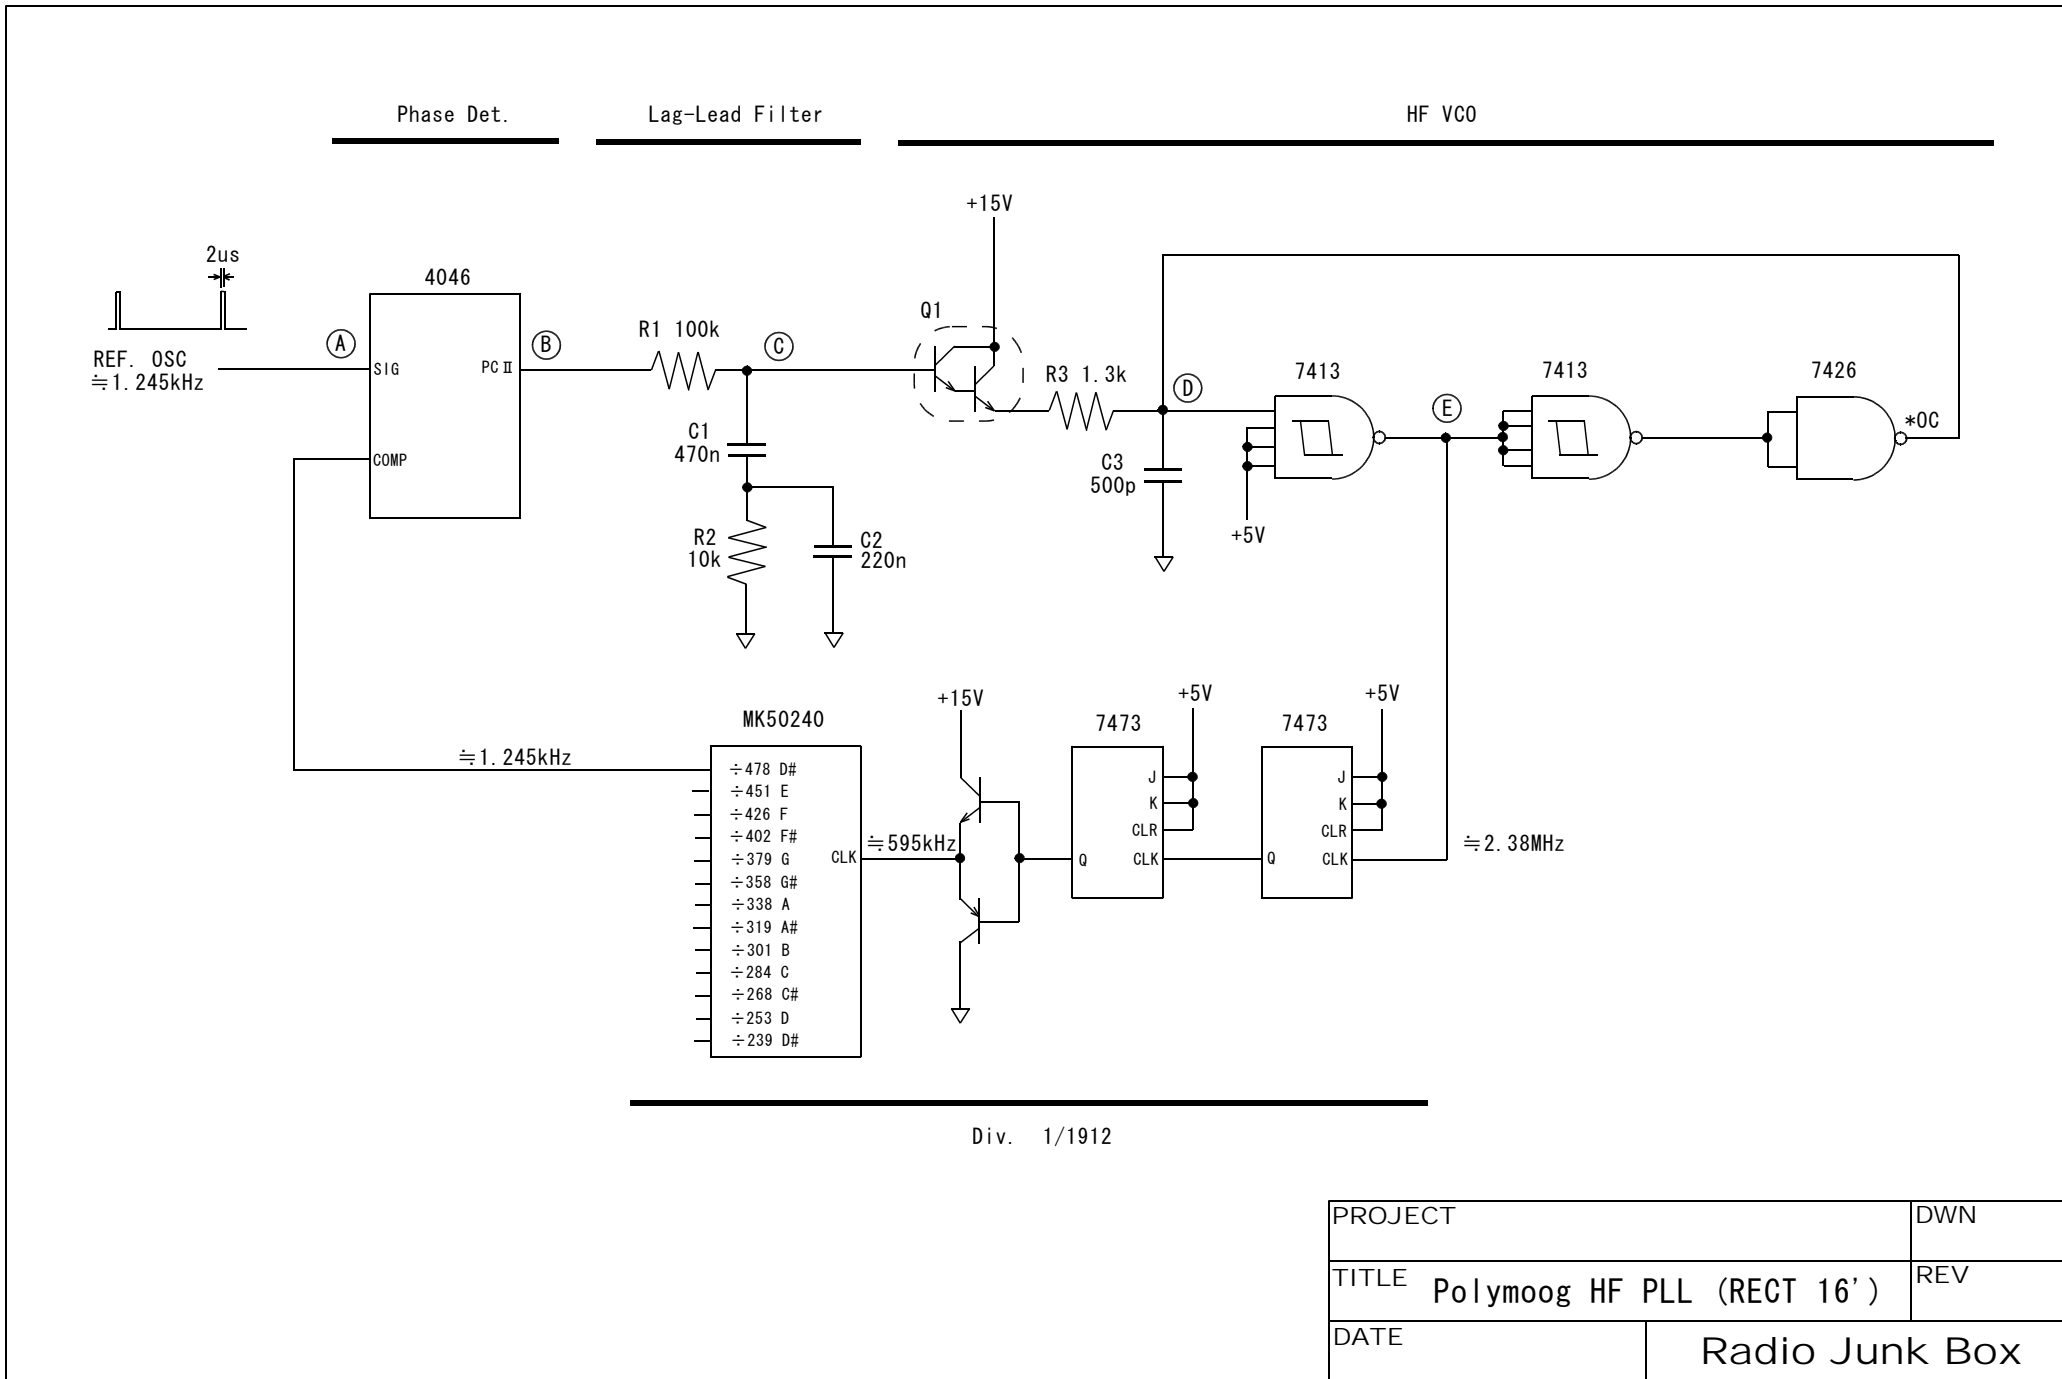 Phase Det.
Lag-Lead Filter
HF VCO
+15V
2us
4046
Q1
R1 100k
Ⓐ
Ⓑ
Ⓒ
REF. OSC
≒1.245kHz
SIG
PCⅡ
COMP
R3 1.3k
Ⓓ
7413
Ⓔ
7413
7426
*OC
C1
470n
C3
500p
+5V
R2
10k
C2
220n
+15V
+5V
+5V
MK50240
7473
7473
≒1.245kHz
÷478 D#
÷451 E
÷426 F
÷402 F#
÷379 G
÷358 G#
÷338 A
÷319 A#
÷301 B
÷284 C
÷268 C#
÷253 D
÷239 D#
CLK
≒595kHz
J
K
CLR
Q
CLK
J
K
CLR
Q
CLK
≒2.38MHz
Div. 1/1912
PROJECT
DWN
TITLE Polymoog HF PLL (RECT 16')
REV
DATE
Radio Junk Box